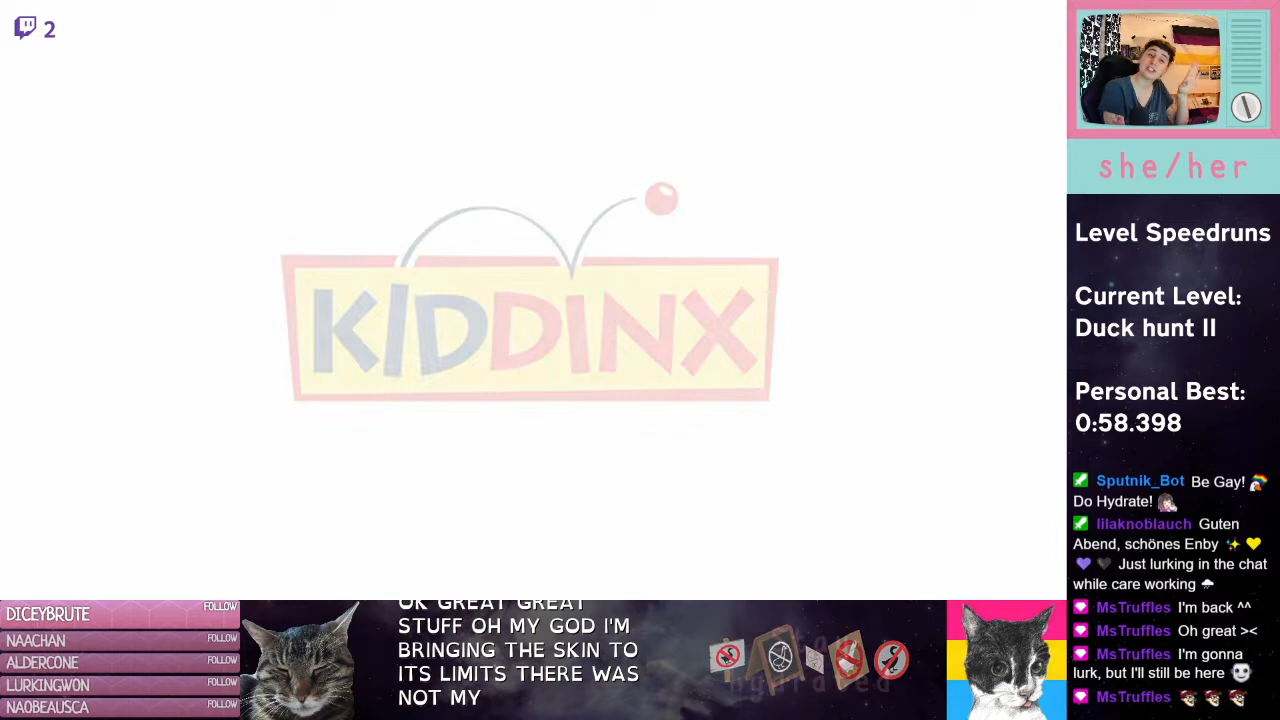 2
KIDDINX
she/her
Level Speedruns
Current Level:
Duck hunt II
Personal Best:
0:58.398
Sputnik_Bot Be Gay!
Do Hydrate!
lilaknoblauch Guten
Abend, schönes Enby
Just lurking in the chat
while care working
MsTruffles I'm back ^^
MsTruffles Oh great ><
MsTruffles I'm gonna
lurk, but I'll still be here
MsTruffles
DICEYBRUTE FOLLOW
NAACHAN FOLLOW
ALDERCONE FOLLOW
LURKINGWON FOLLOW
NAOBEAUSCA FOLLOW
OK GREAT GREAT
STUFF OH MY GOD I'M
BRINGING THE SKIN TO
ITS LIMITS THERE WAS
NOT MY